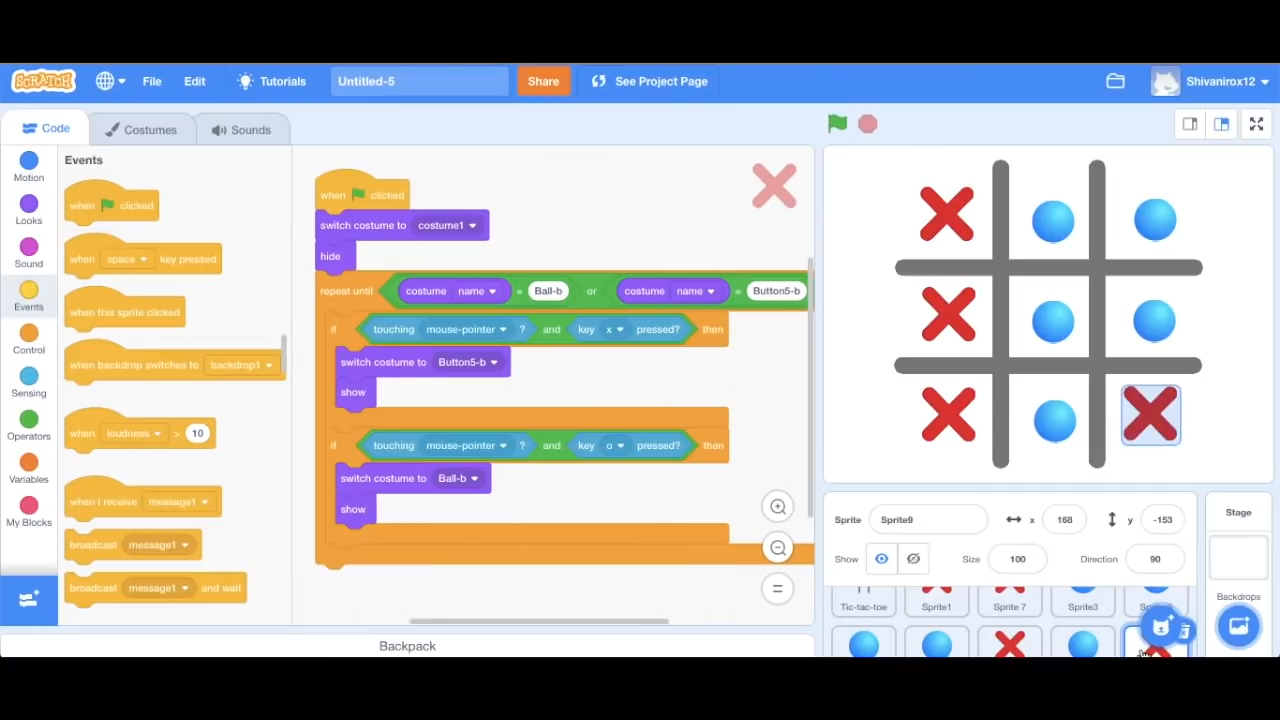 SCRATCH File Edit Tutorials Untitled-5 Share See Project Page Shivanirox12
Code Costumes Sounds
Motion
Looks
Sound
Events
Control
Sensing
Operators
Variables
My Blocks
Events
when clicked
when space key pressed
when this sprite clicked
when backdrop switches to backdrop1
when loudness > 10
when I receive message1
broadcast message1
broadcast message1 and wait
when clicked
switch costume to costume1
hide
repeat until costume name = Ball-b or costume name = Button5-b
if touching mouse-pointer ? and key x pressed? then
switch costume to Button5-b
show
if touching mouse-pointer ? and key o pressed? then
switch costume to Ball-b
show
Backpack
Sprite Sprite9 x 168 y -153
Show Size 100 Direction 90
Tic-tac-toe Sprite1 Sprite 7 Sprite3
Stage
Backdrops